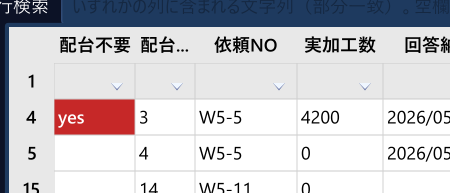 行検索 いずれかの列に含まれる文字列（部分一致）。空欄
配台不要 配台... 依頼NO 実加工数 回答納
1
4 yes 3 W5-5 4200 2026/05
5 4 W5-5 0 2026/05
15 14 W5-11 0